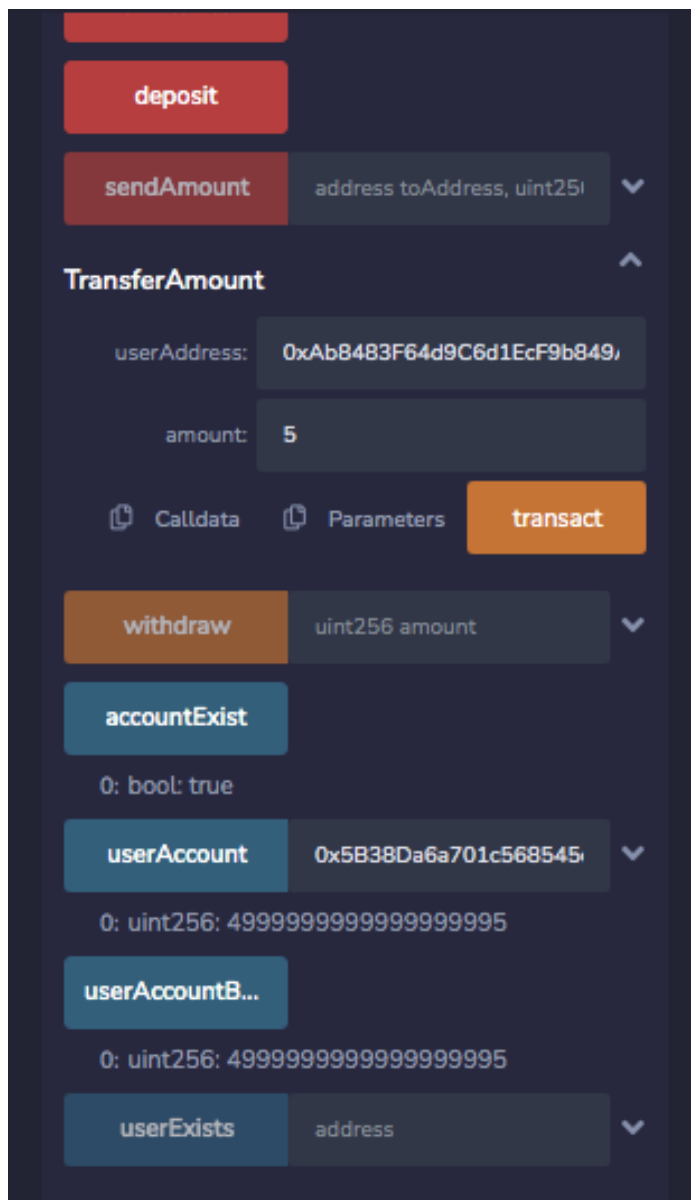 deposit
sendAmount address toAddress, uint25
TransferAmount
userAddress: 0xAb8483F64d9C6d1EcF9b849
amount: 5
Calldata Parameters transact
withdraw uint256 amount
accountExist
0: bool: true
userAccount 0x5B38Da6a701c568545
0: uint256: 4999999999999999995
userAccountB...
0: uint256: 4999999999999999995
userExists address